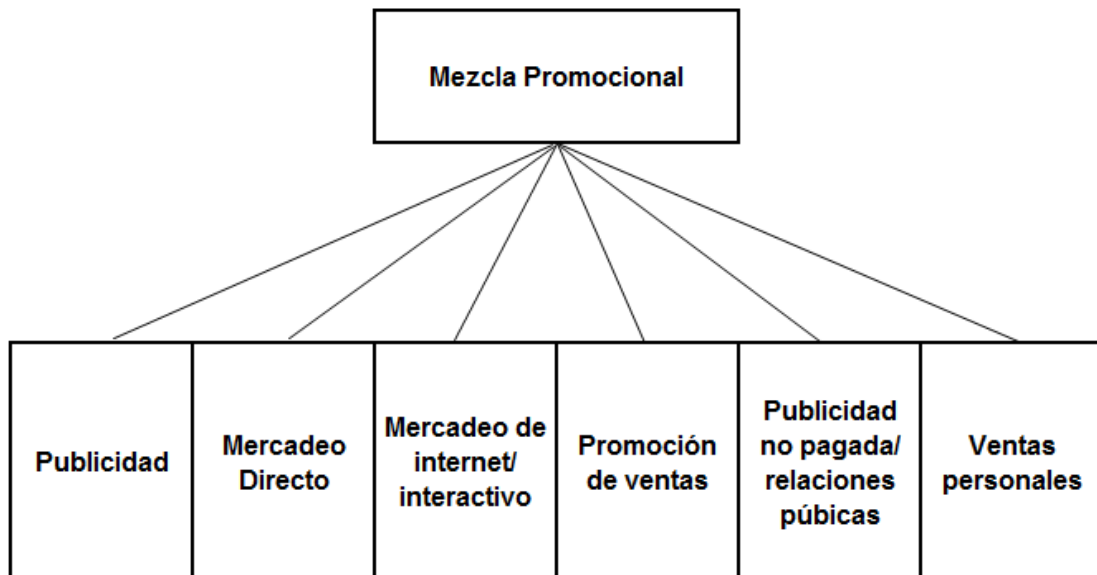 Mezcla Promocional
Publicidad
Mercadeo
Directo
Mercadeo de
internet/
interactivo
Promoción
de ventas
Publicidad
no pagada/
relaciones
púbicas
Ventas
personales